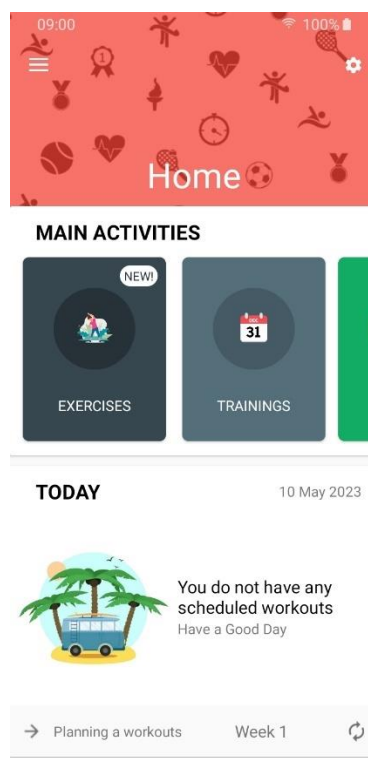 09:00
100%
1
Home
MAIN ACTIVITIES
NEW!
31
EXERCISES
TRAININGS
TODAY
10 May 2023
You do not have any
scheduled workouts
Have a Good Day
Planning a workouts
Week 1